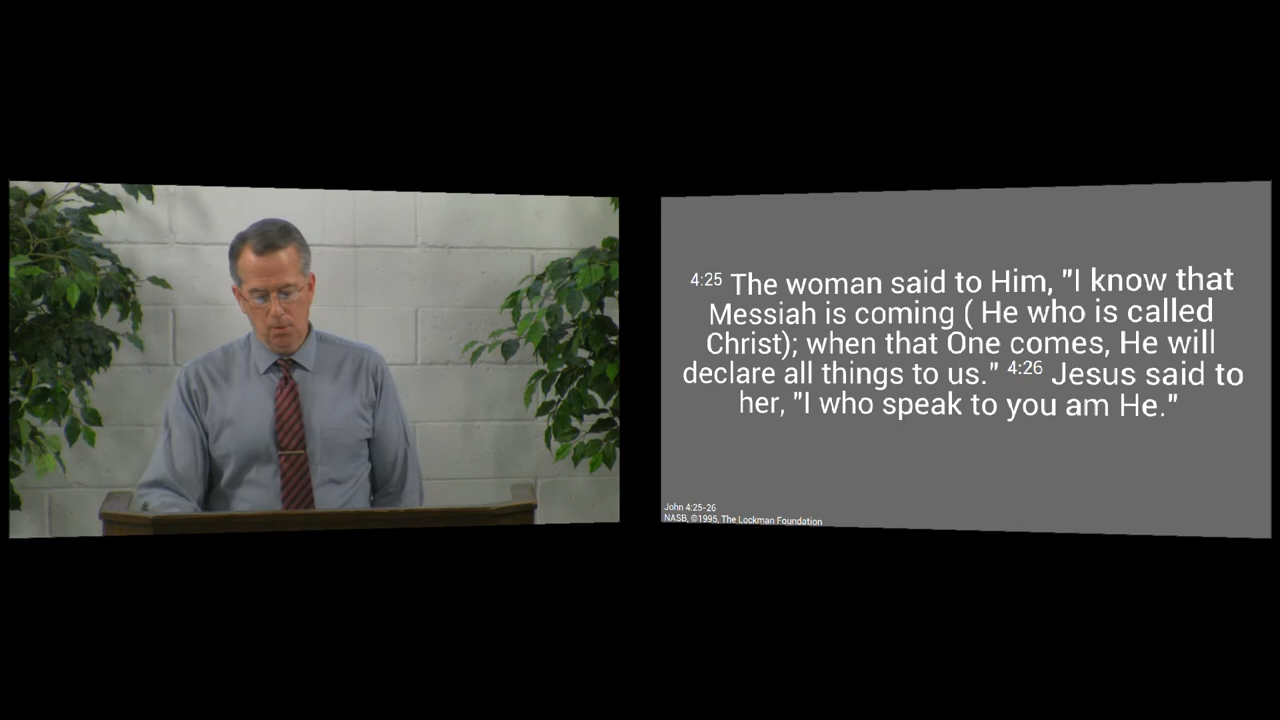 4:25 The woman said to Him, "I know that
Messiah is coming ( He who is called
Christ); when that One comes, He will
declare all things to us." 4:26 Jesus said to
her, "I who speak to you am He."
John 4:25-26
NASB, ©1995, The Lockman Foundation